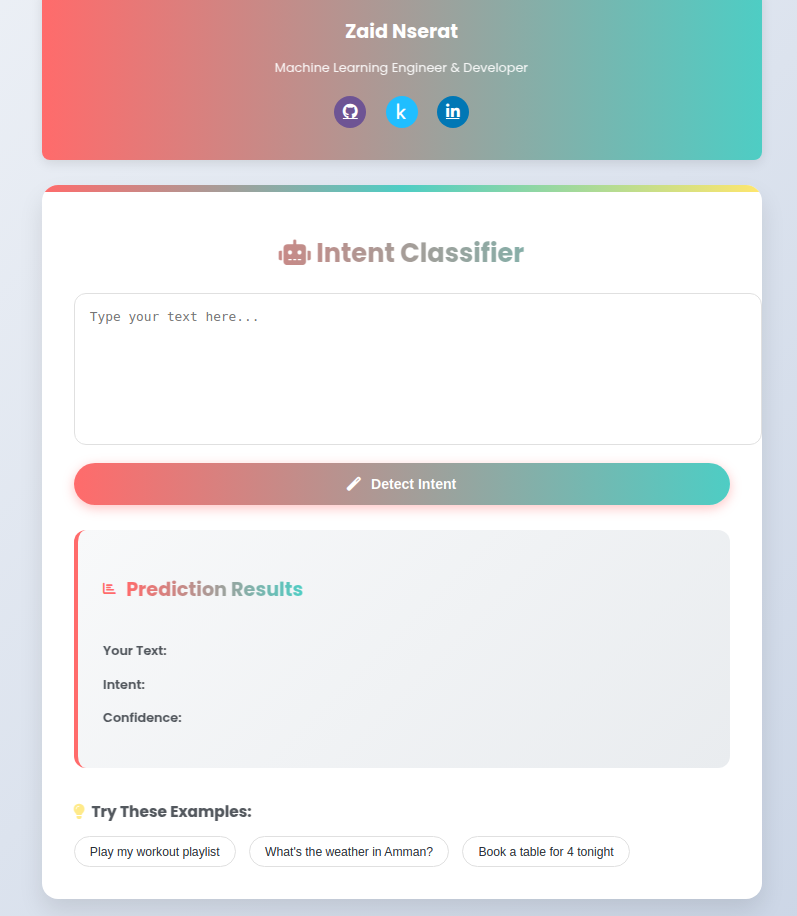 Zaid Nserat
Machine Learning Engineer & Developer
k
in
Intent Classifier
Type your text here...
Detect Intent
Prediction Results
Your Text:
Intent:
Confidence:
Try These Examples:
Play my workout playlist
What's the weather in Amman?
Book a table for 4 tonight